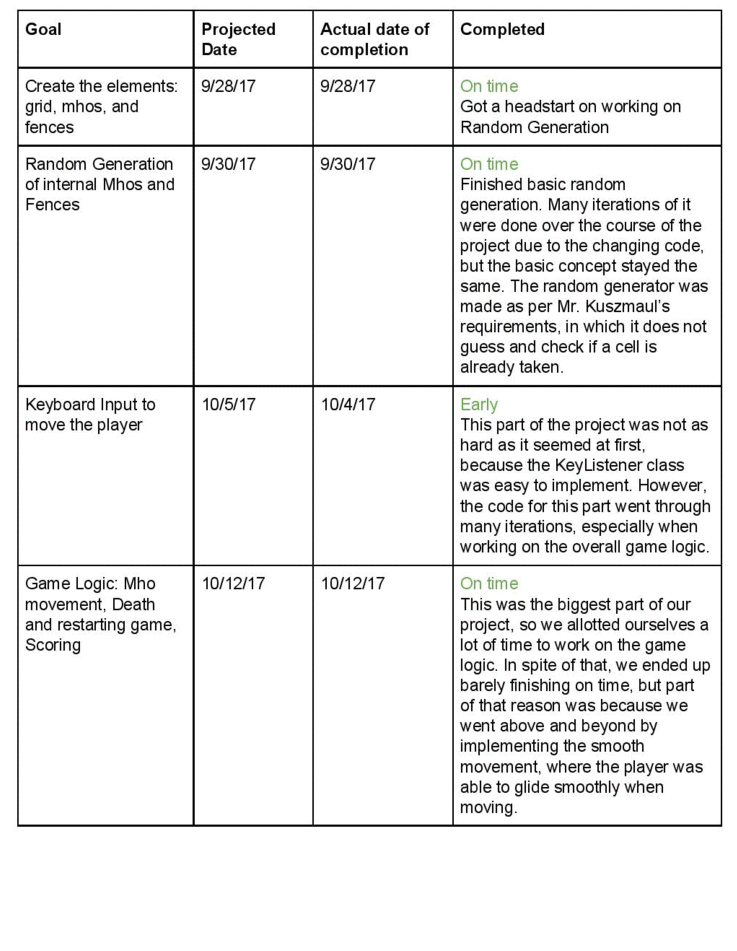 Goal
Projected
Date
Actual date of
completion
Completed
Create the elements:
grid, mhos, and
fences
9/28/17
9/28/17
On time
Got a headstart on working on
Random Generation
Random Generation
of internal Mhos and
Fences
9/30/17
9/30/17
On time
Finished basic random
generation. Many iterations of it
were done over the course of the
project due to the changing code,
but the basic concept stayed the
same. The random generator was
made as per Mr. Kuszmaul's
requirements, in which it does not
guess and check if a cell is
already taken.
Keyboard Input to
move the player
10/5/17
10/4/17
Early
This part of the project was not as
hard as it seemed at first,
because the KeyListener class
was easy to implement. However,
the code for this part went through
many iterations, especially when
working on the overall game logic.
Game Logic: Mho
movement, Death
and restarting game,
Scoring
10/12/17
10/12/17
On time
This was the biggest part of our
project, so we allotted ourselves a
lot of time to work on the game
logic. In spite of that, we ended up
barely finishing on time, but part
of that reason was because we
went above and beyond by
implementing the smooth
movement, where the player was
able to glide smoothly when
moving.